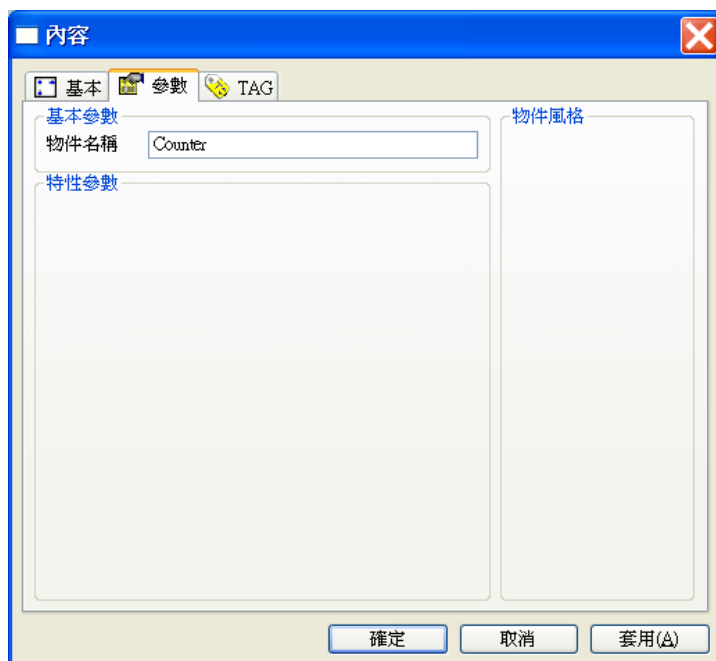 內容
基本 參數 TAG
基本參數
物件名稱 Counter
特性參數
物件風格
確定 取消 套用(A)